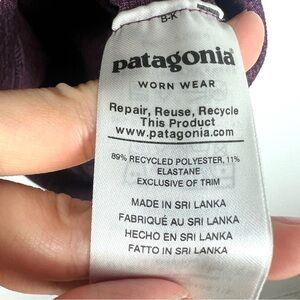 B-K
patagonia
WORN WEAR
Repair, Reuse, Recycle
This Product
www.patagonia.com
89% RECYCLED POLYESTER, 11%
ELASTANE
EXCLUSIVE OF TRIM
MADE IN SRI LANKA
FABRIQUÉ AU SRI LANKA
HECHO EN SRI LANKA
FATTO IN SRI LANKA